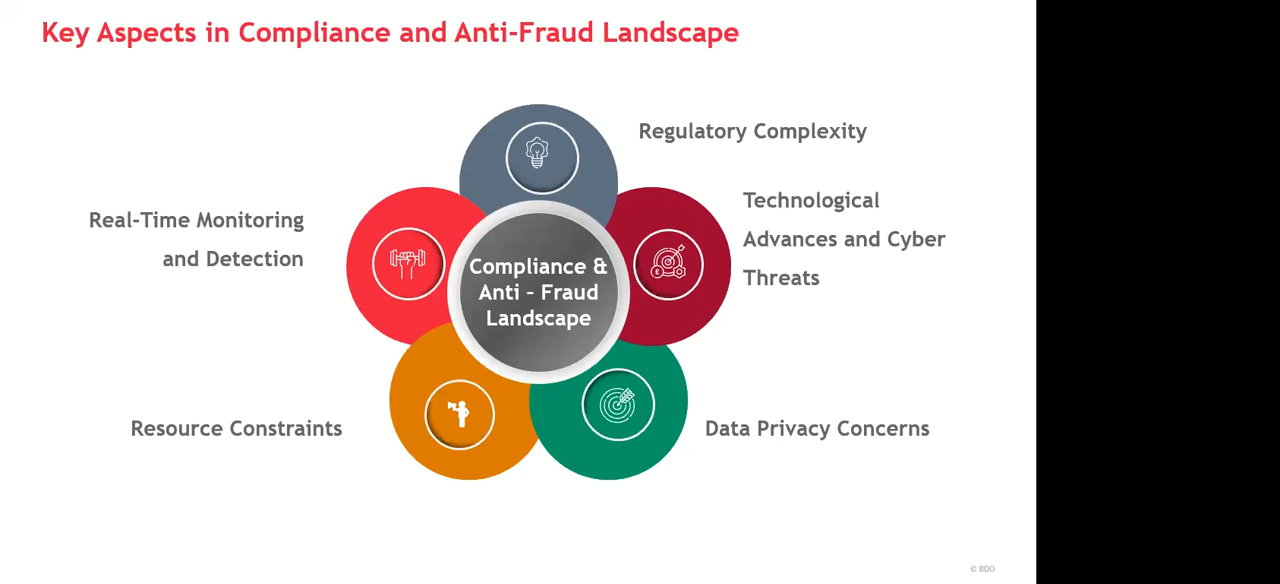 Key Aspects in Compliance and Anti-Fraud Landscape
Regulatory Complexity
Technological
Advances and Cyber
Threats
Real-Time Monitoring
and Detection
Compliance &
Anti - Fraud
Landscape
Resource Constraints
Data Privacy Concerns
© BDO